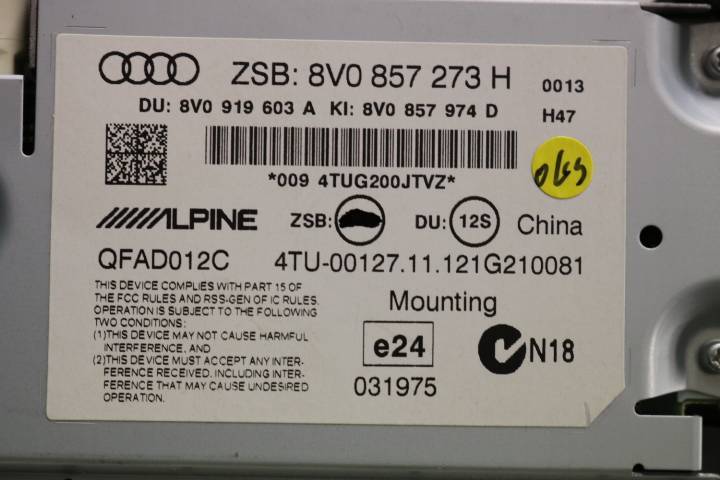 ZSB: 8V0 857 273 H 0013
DU: 8V0 919 603 A KI: 8V0 857 974 D H47
*009 4TUG200JTVZ*
ALPINE ZSB: DU: 12S China
QFAD012C 4TU-00127.11.121G210081
THIS DEVICE COMPLIES WITH PART 15 OF
THE FCC RULES AND RSS-GEN OF IC RULES.
OPERATION IS SUBJECT TO THE FOLLOWING
TWO CONDITIONS:
(1)THIS DEVICE MAY NOT CAUSE HARMFUL
INTERFERENCE, AND
(2)THIS DEVICE MUST ACCEPT ANY INTER-
FERENCE RECEIVED, INCLUDING INTER-
FERENCE THAT MAY CAUSE UNDESIRED
OPERATION.
Mounting
e24 N18
031975